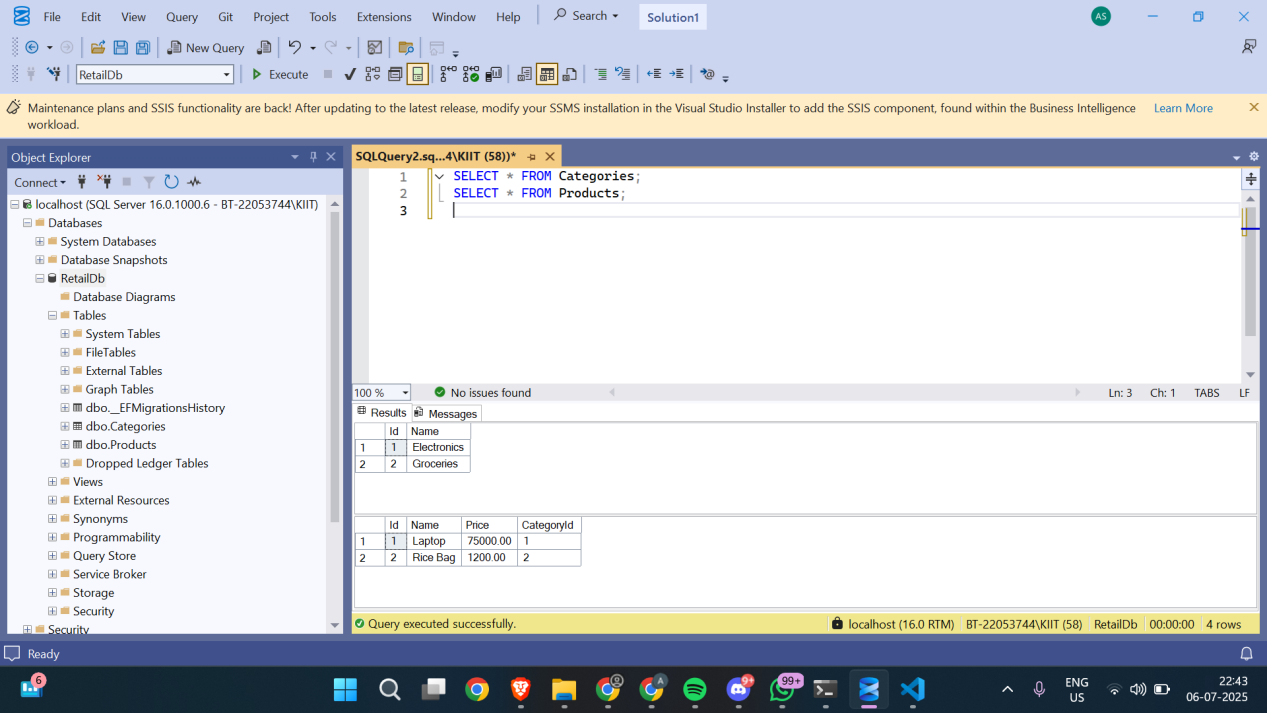 File Edit View Query Git Project Tools Extensions Window Help Search Solution1 AS
New Query
RetailDb Execute
Maintenance plans and SSIS functionality are back! After updating to the latest release, modify your SSMS installation in the Visual Studio Installer to add the SSIS component, found within the Business Intelligence workload. Learn More
Object Explorer
Connect
localhost (SQL Server 16.0.1000.6 - BT-22053744\KIIT)
Databases
System Databases
Database Snapshots
RetailDb
Database Diagrams
Tables
System Tables
FileTables
External Tables
Graph Tables
dbo.__EFMigrationsHistory
dbo.Categories
dbo.Products
Dropped Ledger Tables
Views
External Resources
Synonyms
Programmability
Query Store
Service Broker
Storage
Security
Security
SQLQuery2.sq...4\KIIT (58))*
1 SELECT * FROM Categories;
2 SELECT * FROM Products;
3
100 % No issues found Ln: 3 Ch: 1 TABS LF
Results Messages
Id Name
1 1 Electronics
2 2 Groceries
Id Name Price CategoryId
1 1 Laptop 75000.00 1
2 2 Rice Bag 1200.00 2
Query executed successfully. localhost (16.0 RTM) BT-22053744\KIIT (58) RetailDb 00:00:00 4 rows
Ready
6 A 9+ 99+ ENG 22:43
US 06-07-2025